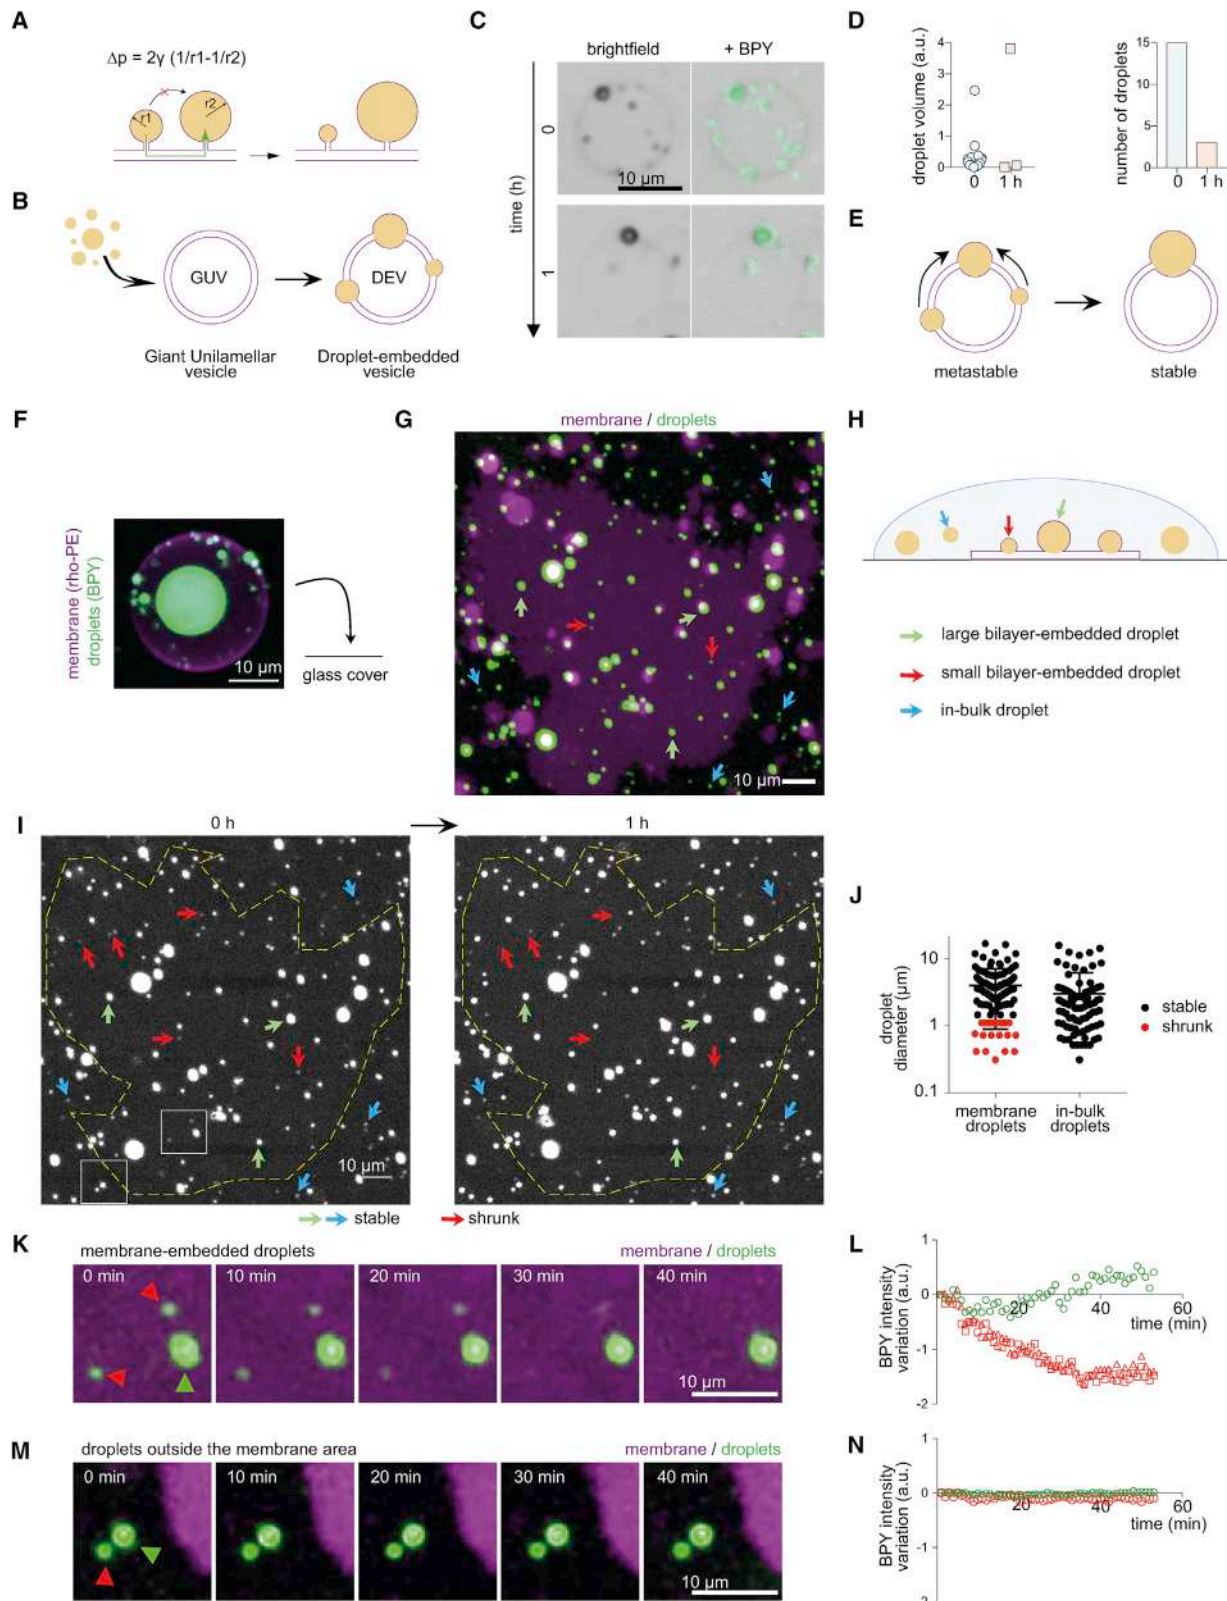 A
Δp = 2γ (1/r1-1/r2)
r1
r2
B
GUV
DEV
Giant Unilamellar
vesicle
Droplet-embedded
vesicle
C
brightfield
+ BPY
time (h)
0
10 μm
1
D
droplet volume (a.u.)
4
3
2
1
0
0
1 h
number of droplets
15
10
5
0
0
1 h
E
metastable
stable
F
membrane (rho-PE)
droplets (BPY)
10 μm
glass cover
G
membrane / droplets
10 μm
H
large bilayer-embedded droplet
small bilayer-embedded droplet
in-bulk droplet
I
0 h
1 h
10 μm
stable
shrunk
J
droplet
diameter (μm)
10
1
0.1
membrane
droplets
in-bulk
droplets
stable
shrunk
K
membrane-embedded droplets
membrane / droplets
0 min
10 min
20 min
30 min
40 min
10 μm
L
BPY intensity
variation (a.u.)
1
0
-1
-2
20
40
60
time (min)
M
droplets outside the membrane area
membrane / droplets
0 min
10 min
20 min
30 min
40 min
10 μm
N
BPY intensity
variation (a.u.)
1
0
-1
-2
20
40
60
time (min)